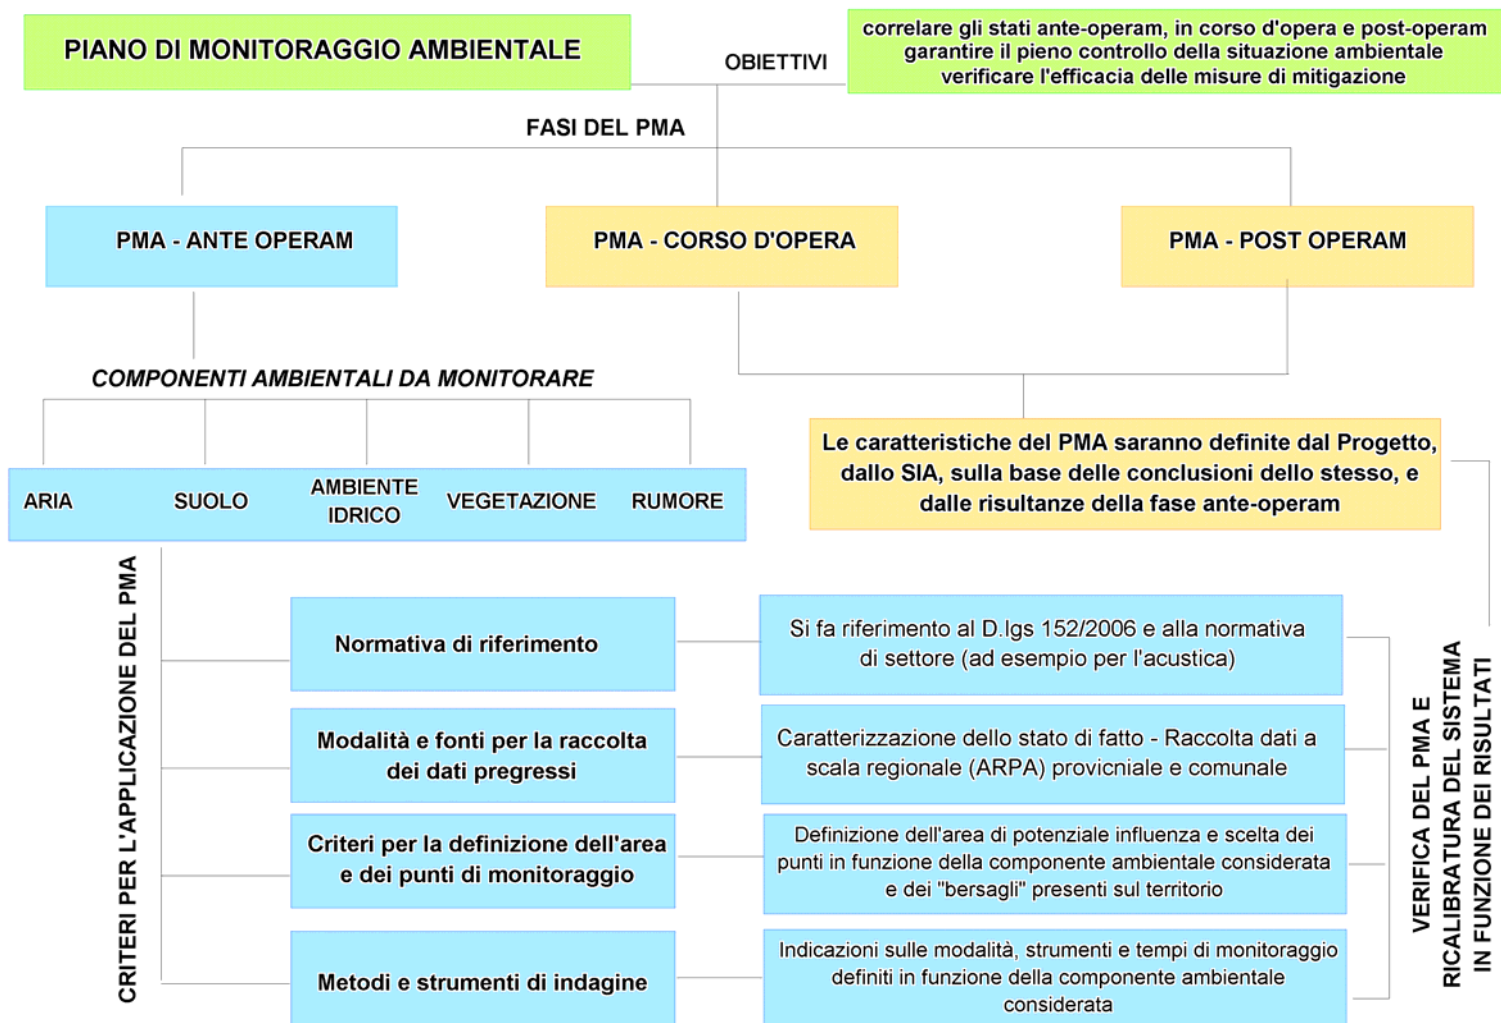 PIANO DI MONITORAGGIO AMBIENTALE
OBIETTIVI
correlare gli stati ante-operam, in corso d'opera e post-operam
garantire il pieno controllo della situazione ambientale
verificare l'efficacia delle misure di mitigazione
FASI DEL PMA
PMA - ANTE OPERAM
PMA - CORSO D'OPERA
PMA - POST OPERAM
COMPONENTI AMBIENTALI DA MONITORARE
ARIA
SUOLO
AMBIENTE
IDRICO
VEGETAZIONE
RUMORE
Le caratteristiche del PMA saranno definite dal Progetto,
dallo SIA, sulla base delle conclusioni dello stesso, e
dalle risultanze della fase ante-operam
CRITERI PER L'APPLICAZIONE DEL PMA
Normativa di riferimento
Si fa riferimento al D.lgs 152/2006 e alla normativa
di settore (ad esempio per l'acustica)
Modalità e fonti per la raccolta
dei dati pregressi
Caratterizzazione dello stato di fatto - Raccolta dati a
scala regionale (ARPA) provicniale e comunale
Criteri per la definizione dell'area
e dei punti di monitoraggio
Definizione dell'area di potenziale influenza e scelta dei
punti in funzione della componente ambientale considerata
e dei "bersagli" presenti sul territorio
Metodi e strumenti di indagine
Indicazioni sulle modalità, strumenti e tempi di monitoraggio
definiti in funzione della componente ambientale
considerata
VERIFICA DEL PMA E
RICALIBRATURA DEL SISTEMA
IN FUNZIONE DEI RISULTATI